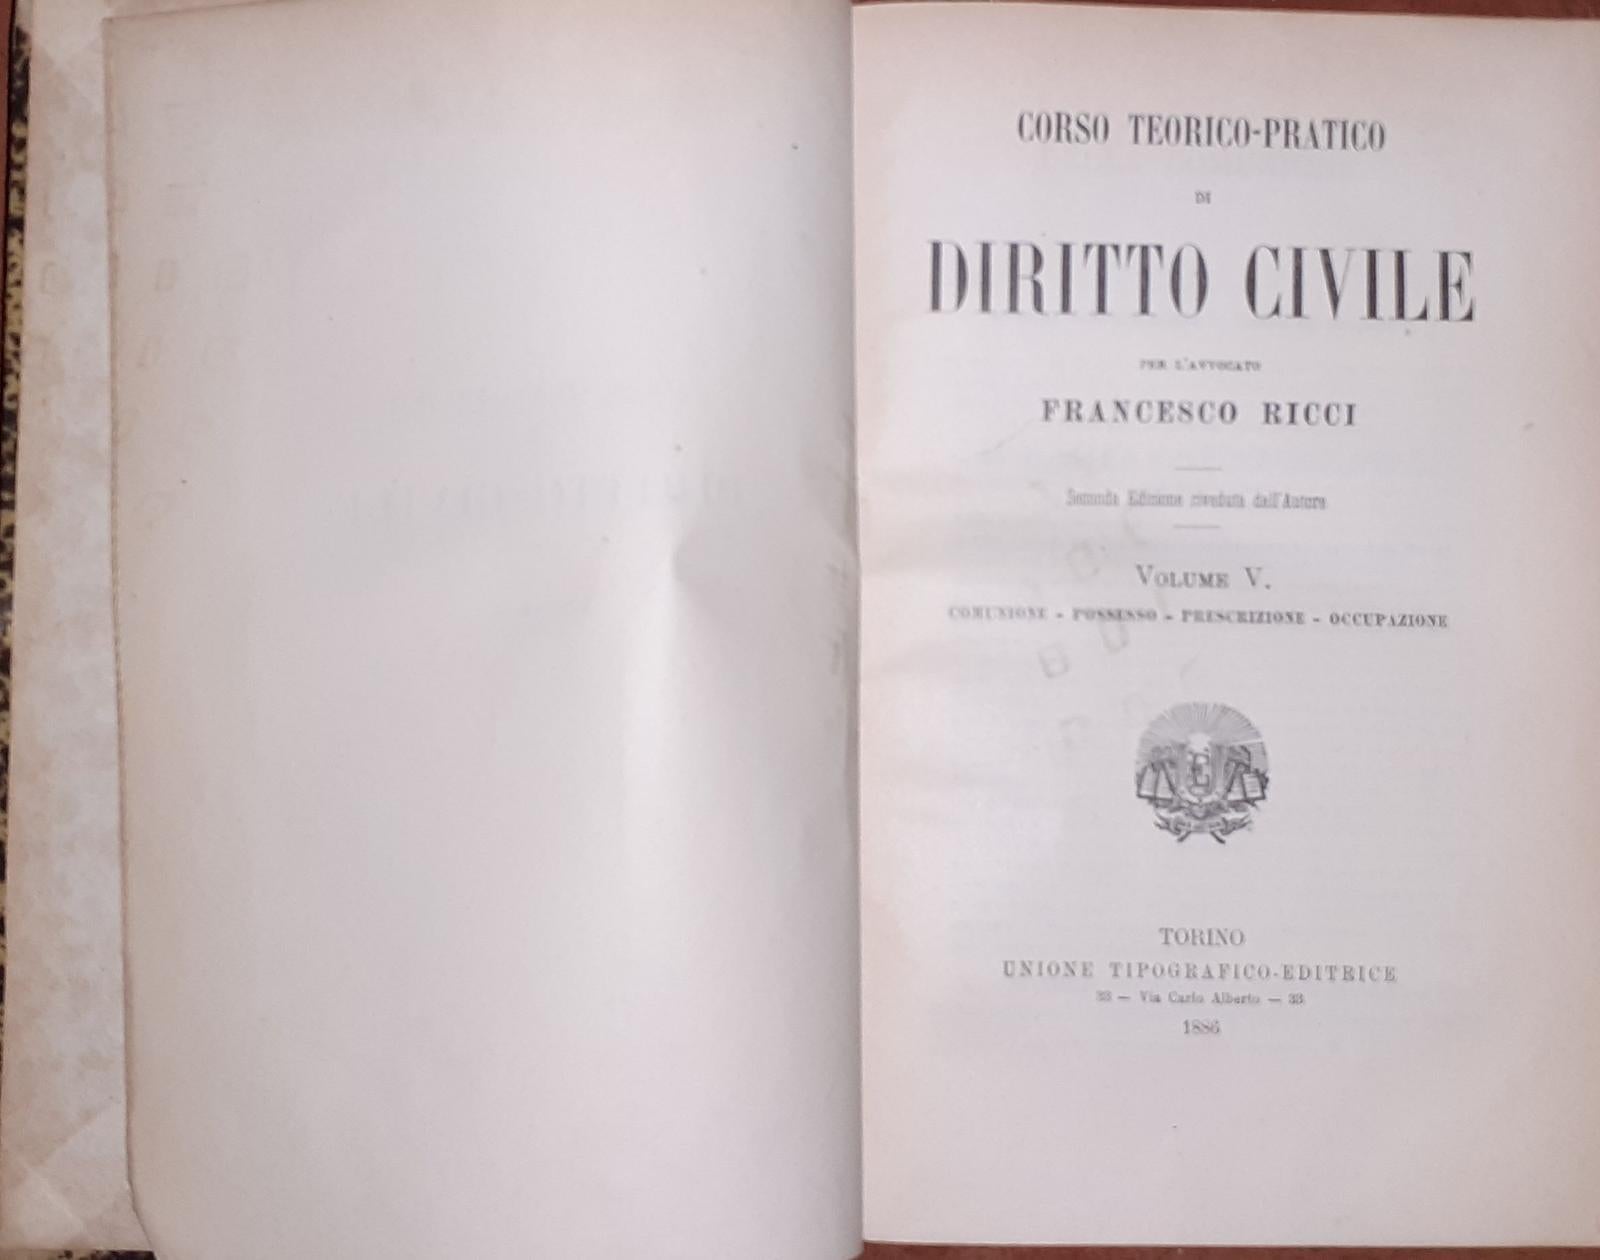 CORSO TEORICO-PRATICO
DI
DIRITTO CIVILE
PER L'AVVOCATO
FRANCESCO RICCI
Seconda Edizione riveduta dall'Autore
VOLUME V.
COMUNIONE - POSSESSO - PRESCRIZIONE - OCCUPAZIONE
TORINO
UNIONE TIPOGRAFICO-EDITRICE
33 — Via Carlo Alberto — 33
1886